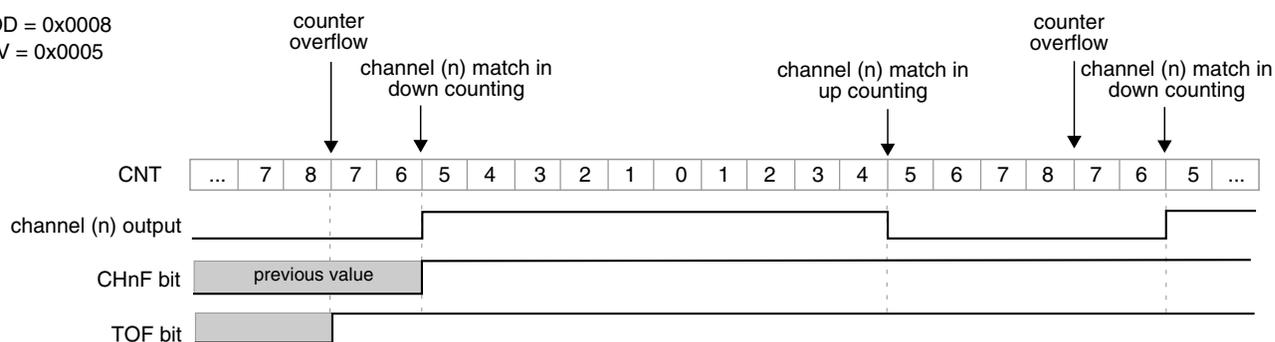 OD = 0x0008
V = 0x0005
counter
overflow
channel (n) match in
down counting
channel (n) match in
up counting
counter
overflow
channel (n) match in
down counting
CNT ... 7 8 7 6 5 4 3 2 1 0 1 2 3 4 5 6 7 8 7 6 5 ...
channel (n) output
CHnF bit previous value
TOF bit